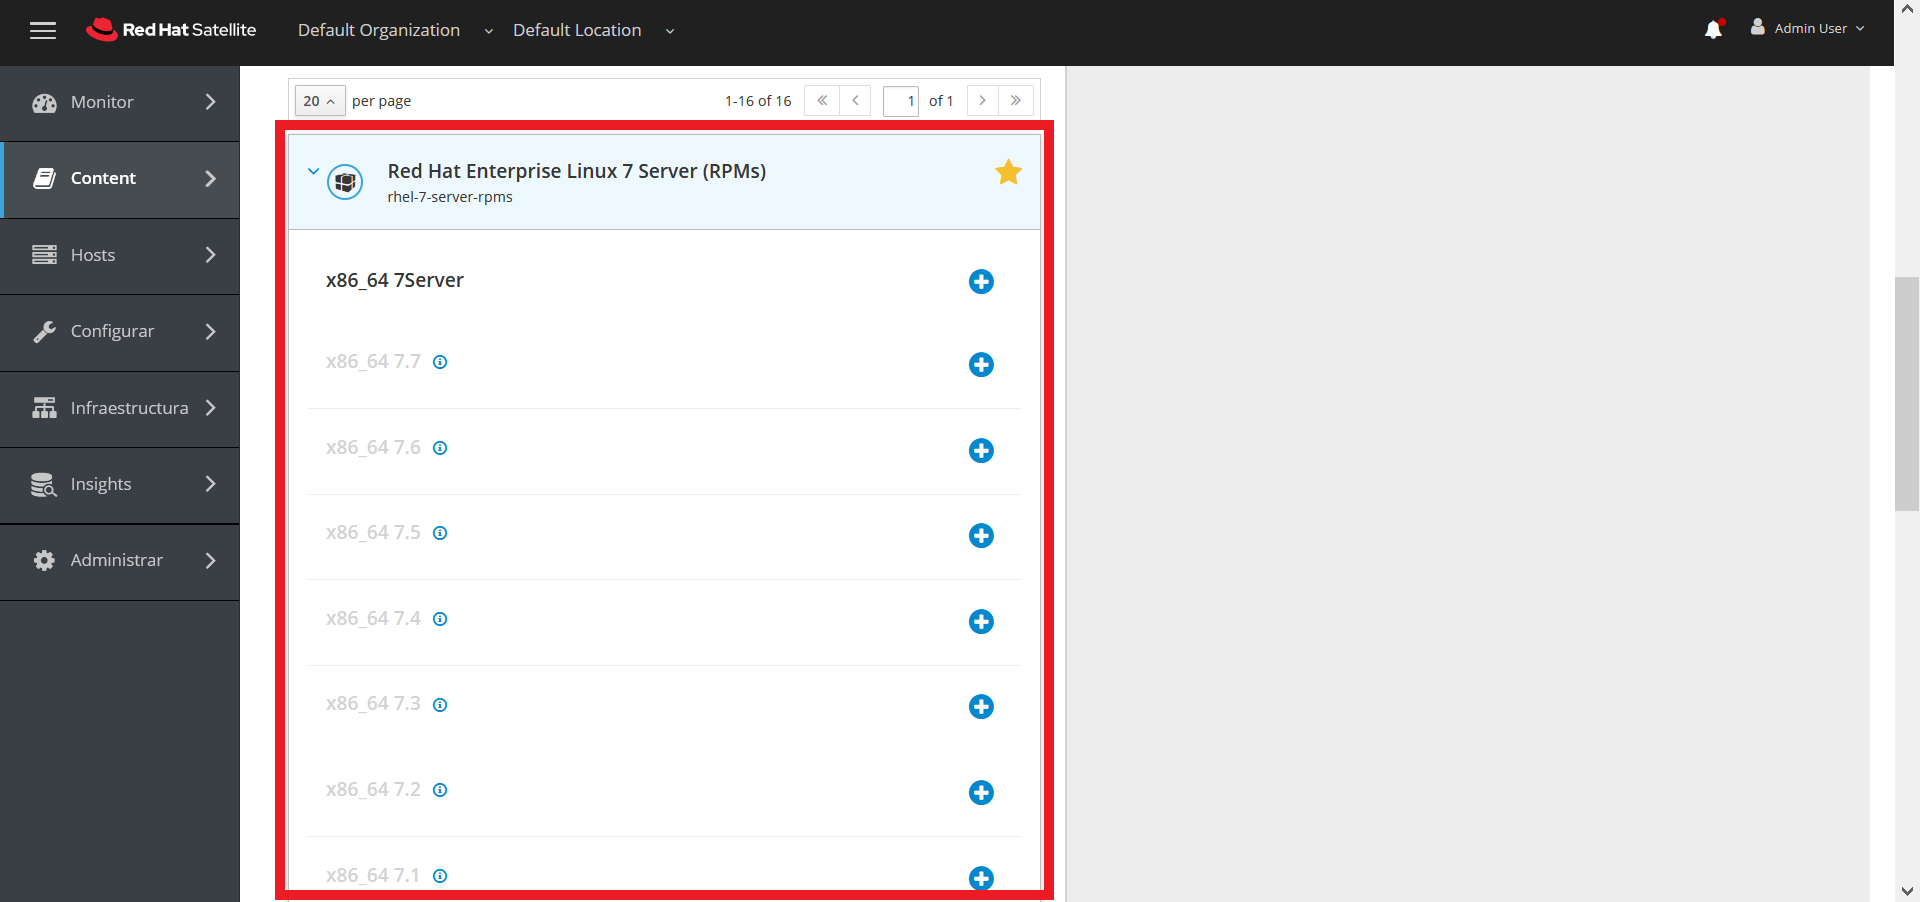 Red Hat Satellite
Default Organization
Default Location
Admin User
Monitor
Content
Hosts
Configurar
Infraestructura
Insights
Administrar
20 per page
1-16 of 16
1 of 1
Red Hat Enterprise Linux 7 Server (RPMs)
rhel-7-server-rpms
x86_64 7Server
x86_64 7.7
x86_64 7.6
x86_64 7.5
x86_64 7.4
x86_64 7.3
x86_64 7.2
x86_64 7.1